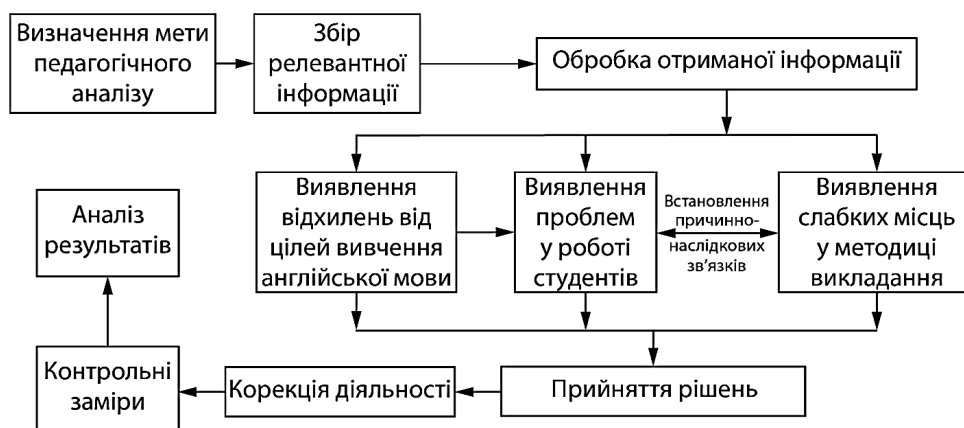 Визначення мети
педагогічного
аналізу
Збір
релевантної
інформації
Обробка отриманої інформації
Виявлення
відхилень від
цілей вивчення
англійської мови
Виявлення
проблем
у роботі
студентів
Встановлення
причинно-
наслідкових
зв’язків
Виявлення
слабких місць
у методиці
викладання
Аналіз
результатів
Контрольні
заміри
Корекція діяльності
Прийняття рішень